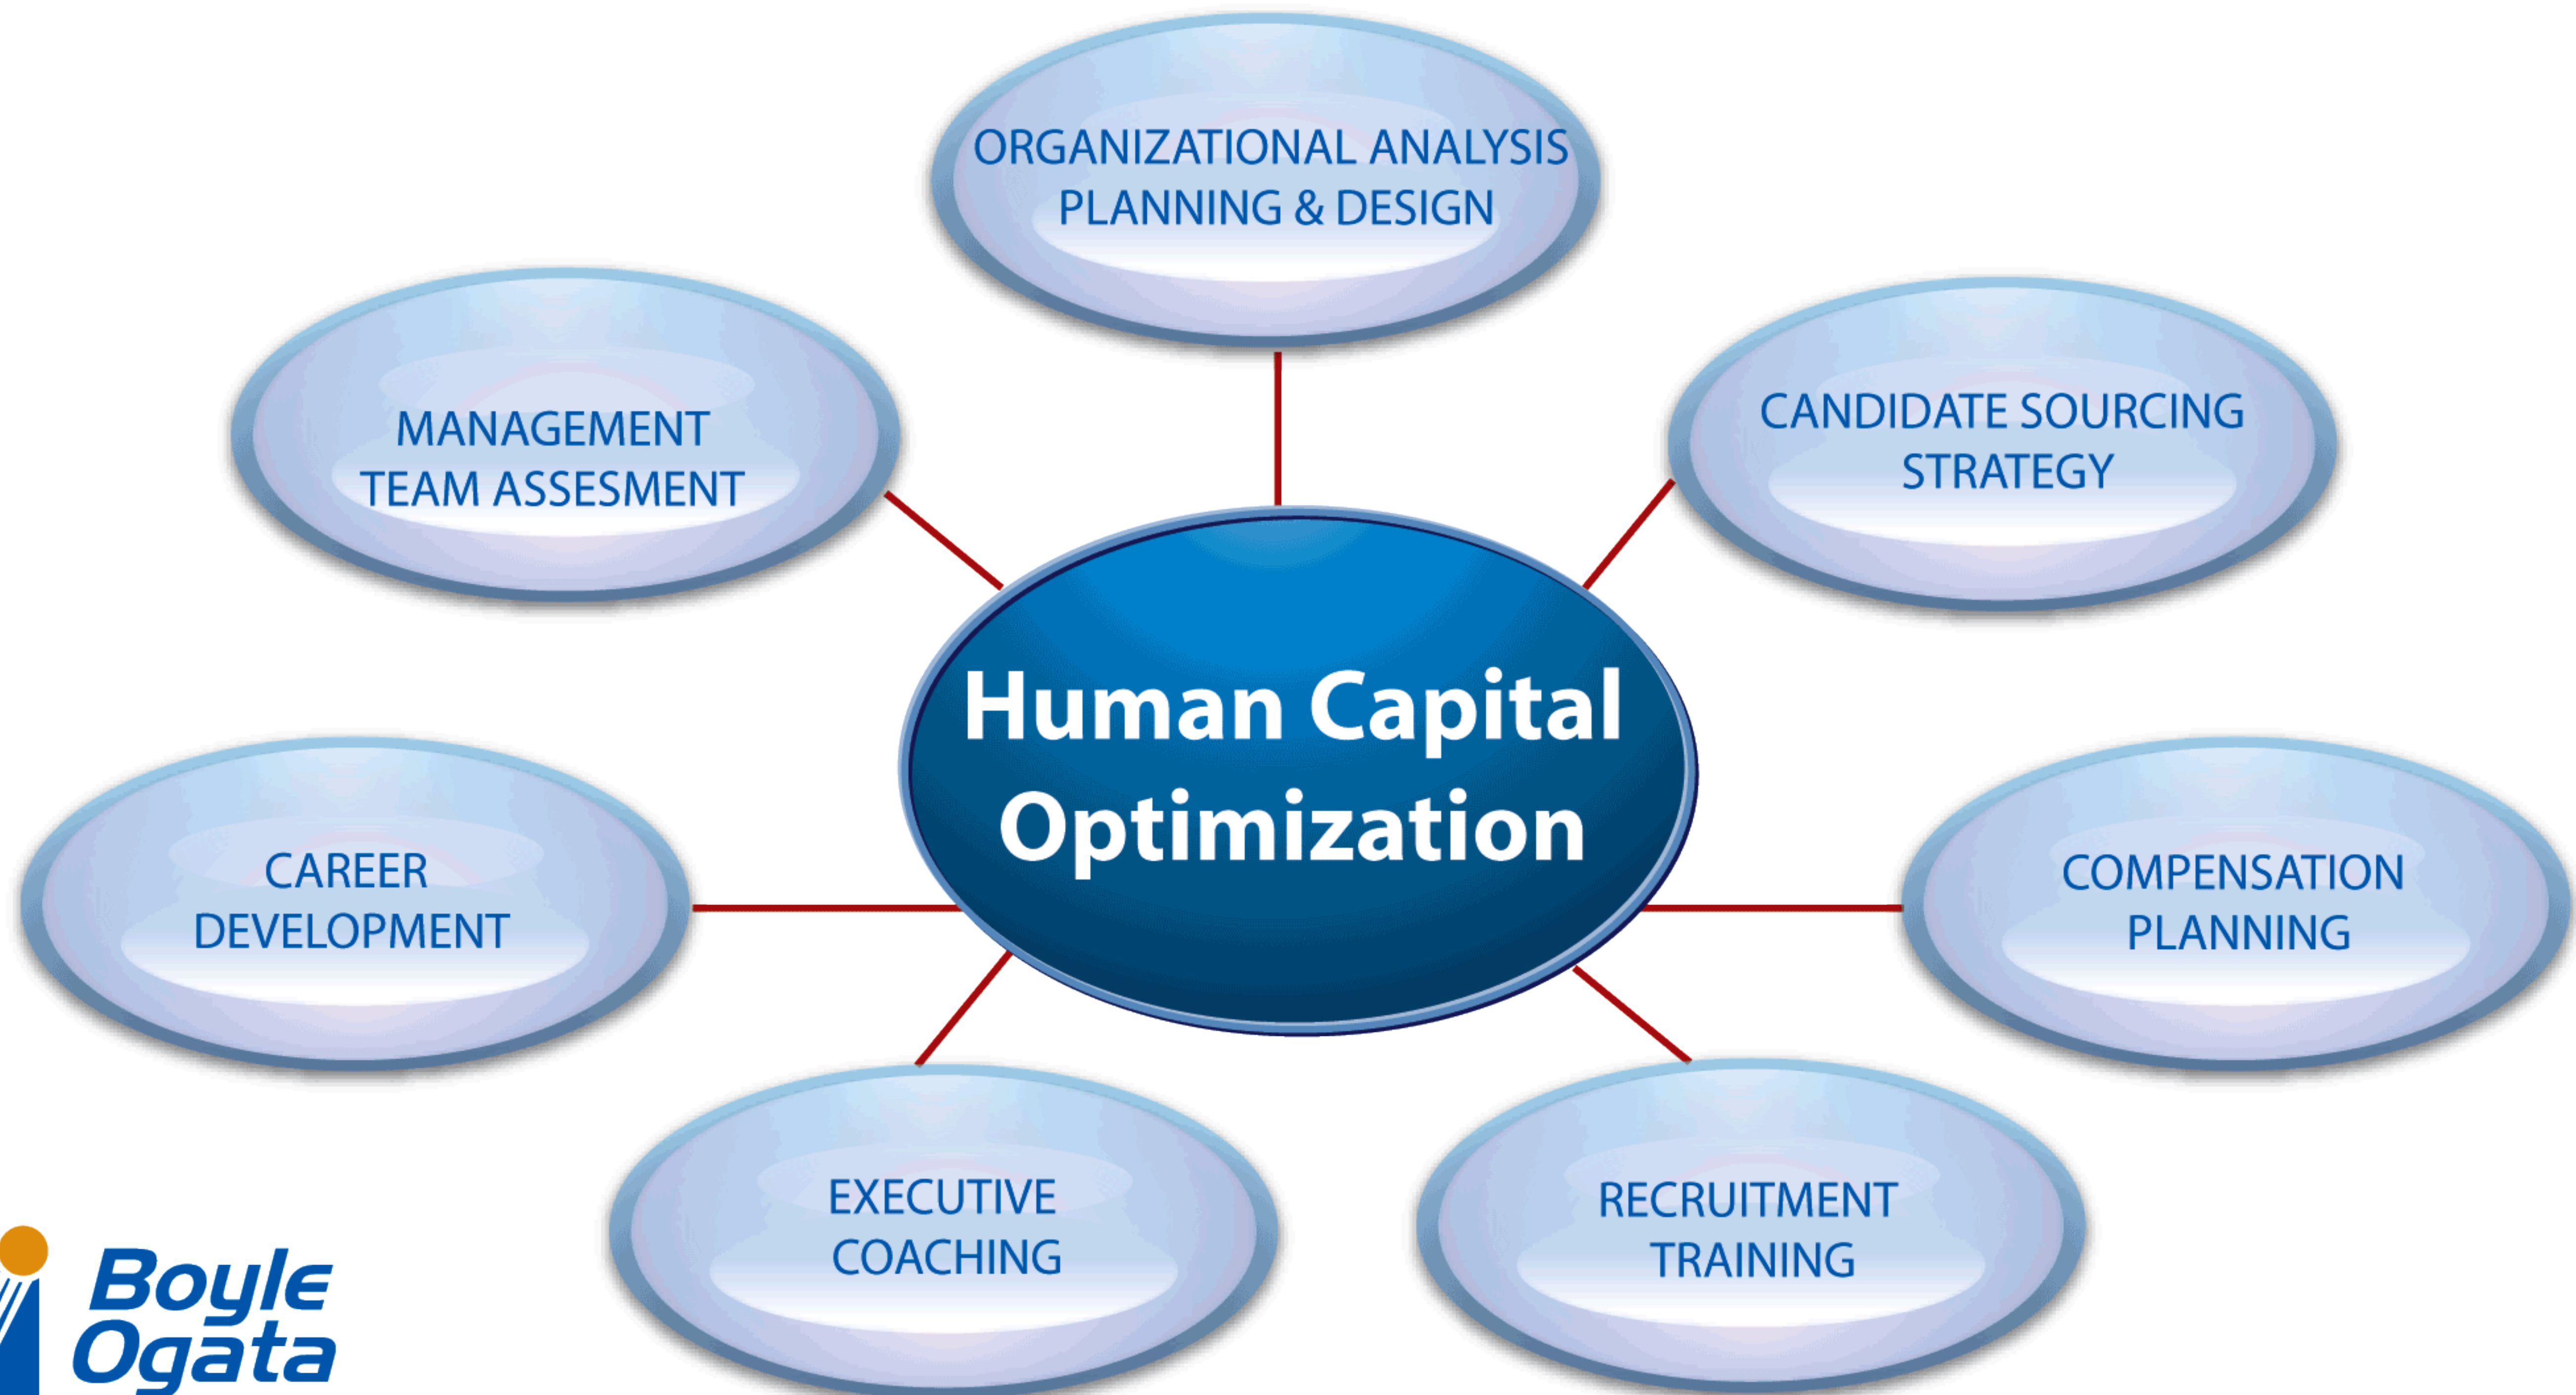 ORGANIZATIONAL ANALYSIS
PLANNING & DESIGN
MANAGEMENT
TEAM ASSESMENT
CANDIDATE SOURCING
STRATEGY
Human Capital
Optimization
CAREER
DEVELOPMENT
COMPENSATION
PLANNING
EXECUTIVE
COACHING
RECRUITMENT
TRAINING
Boyle
Ogata